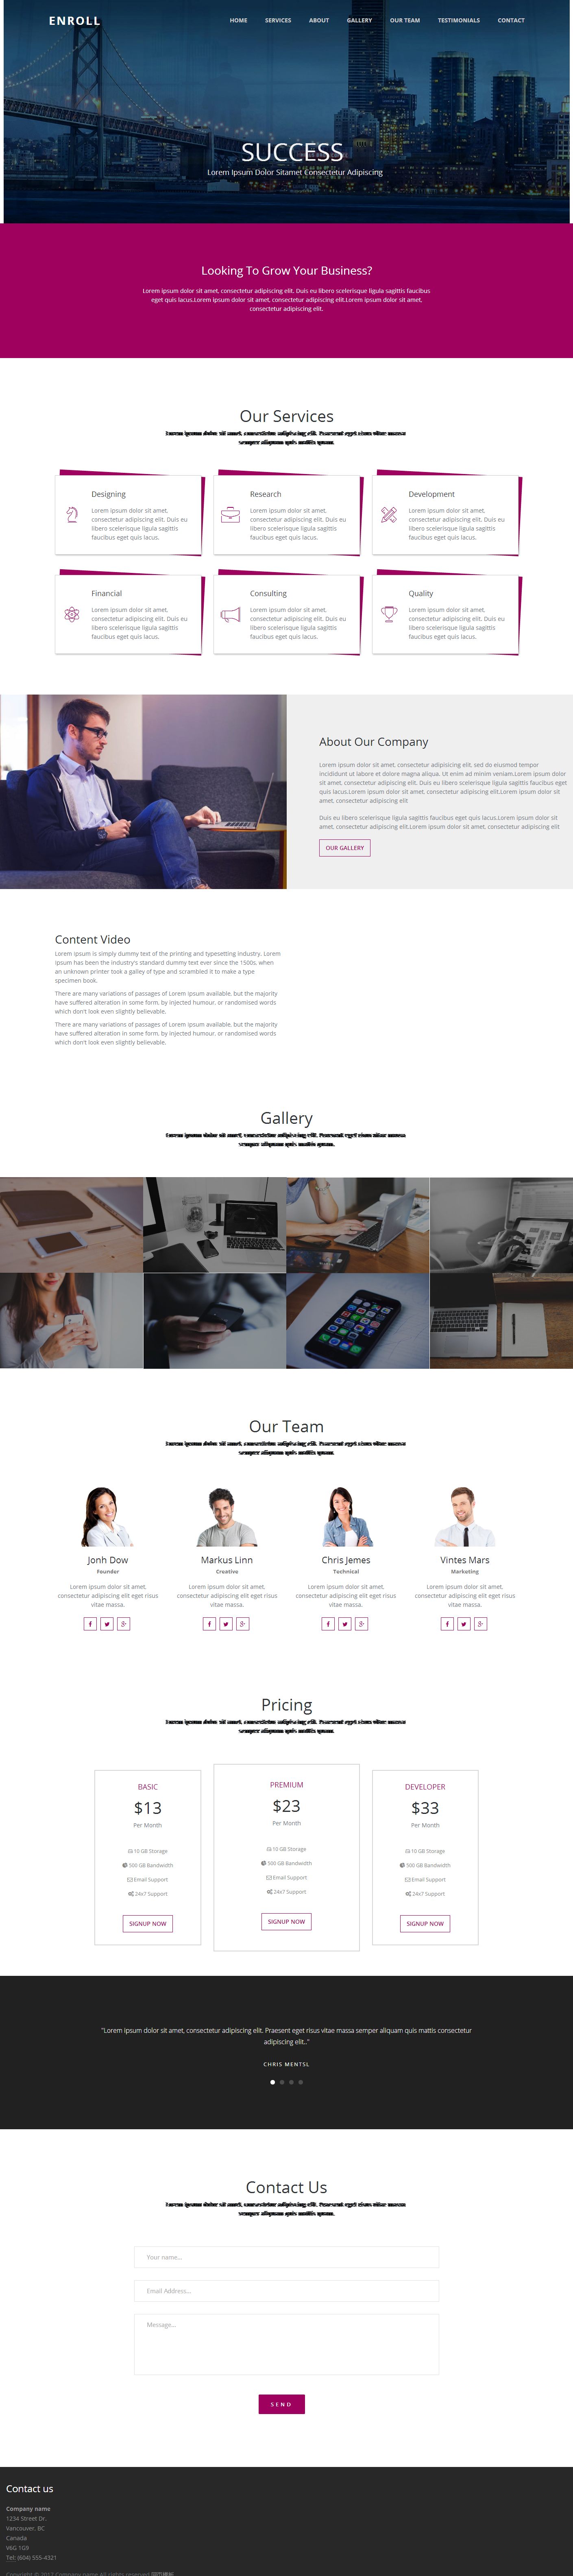 ENROLL
HOME SERVICES ABOUT GALLERY OUR TEAM TESTIMONIALS CONTACT
SUCCESS
Lorem Ipsum Dolor Sitamet Consectetur Adipiscing
Looking To Grow Your Business?
Lorem ipsum dolor sit amet, consectetur adipiscing elit. Duis eu libero scelerisque ligula sagittis faucibus
eget quis lacus.Lorem ipsum dolor sit amet, consectetur adipiscing elit.Lorem ipsum dolor sit amet,
consectetur adipiscing elit.
Our Services
Designing
Lorem ipsum dolor sit amet,
consectetur adipiscing elit. Duis eu
libero scelerisque ligula sagittis
faucibus eget quis lacus.
Research
Lorem ipsum dolor sit amet,
consectetur adipiscing elit. Duis eu
libero scelerisque ligula sagittis
faucibus eget quis lacus.
Development
Lorem ipsum dolor sit amet,
consectetur adipiscing elit. Duis eu
libero scelerisque ligula sagittis
faucibus eget quis lacus.
Financial
Lorem ipsum dolor sit amet,
consectetur adipiscing elit. Duis eu
libero scelerisque ligula sagittis
faucibus eget quis lacus.
Consulting
Lorem ipsum dolor sit amet,
consectetur adipiscing elit. Duis eu
libero scelerisque ligula sagittis
faucibus eget quis lacus.
Quality
Lorem ipsum dolor sit amet,
consectetur adipiscing elit. Duis eu
libero scelerisque ligula sagittis
faucibus eget quis lacus.
About Our Company
Lorem ipsum dolor sit amet, consectetur adipisicing elit, sed do eiusmod tempor
incididunt ut labore et dolore magna aliqua. Ut enim ad minim veniam,Lorem ipsum dolor
sit amet, consectetur adipiscing elit. Duis eu libero scelerisque ligula sagittis faucibus eget
quis lacus.Lorem ipsum dolor sit amet, consectetur adipiscing elit.Lorem ipsum dolor sit
amet, consectetur adipiscing elit
Duis eu libero scelerisque ligula sagittis faucibus eget quis lacus.Lorem ipsum dolor sit
amet, consectetur adipiscing elit.Lorem ipsum dolor sit amet, consectetur adipiscing elit
OUR GALLERY
Content Video
Lorem Ipsum is simply dummy text of the printing and typesetting industry. Lorem
Ipsum has been the industry's standard dummy text ever since the 1500s, when
an unknown printer took a galley of type and scrambled it to make a type
specimen book.
There are many variations of passages of Lorem Ipsum available, but the majority
have suffered alteration in some form, by injected humour, or randomised words
which don't look even slightly believable.
There are many variations of passages of Lorem Ipsum available, but the majority
have suffered alteration in some form, by injected humour, or randomised words
which don't look even slightly believable.
Gallery
Our Team
Jonh Dow
Founder
Lorem ipsum dolor sit amet,
consectetur adipiscing elit eget risus
vitae massa.
Markus Linn
Creative
Lorem ipsum dolor sit amet,
consectetur adipiscing elit eget risus
vitae massa.
Chris Jemes
Technical
Lorem ipsum dolor sit amet,
consectetur adipiscing elit eget risus
vitae massa.
Vintes Mars
Marketing
Lorem ipsum dolor sit amet,
consectetur adipiscing elit eget risus
vitae massa.
Pricing
BASIC
$13
Per Month
10 GB Storage
500 GB Bandwidth
Email Support
24x7 Support
SIGNUP NOW
PREMIUM
$23
Per Month
10 GB Storage
500 GB Bandwidth
Email Support
24x7 Support
SIGNUP NOW
DEVELOPER
$33
Per Month
10 GB Storage
500 GB Bandwidth
Email Support
24x7 Support
SIGNUP NOW
"Lorem ipsum dolor sit amet, consectetur adipiscing elit. Praesent eget risus vitae massa semper aliquam quis mattis consectetur
adipiscing elit.."
CHRIS MENTSL
Contact Us
Your name...
Email Address...
Message...
SEND
Contact us
Company name
1234 Street Dr.
Vancouver, BC
Canada
V6G 1G9
Tel: (604) 555-4321